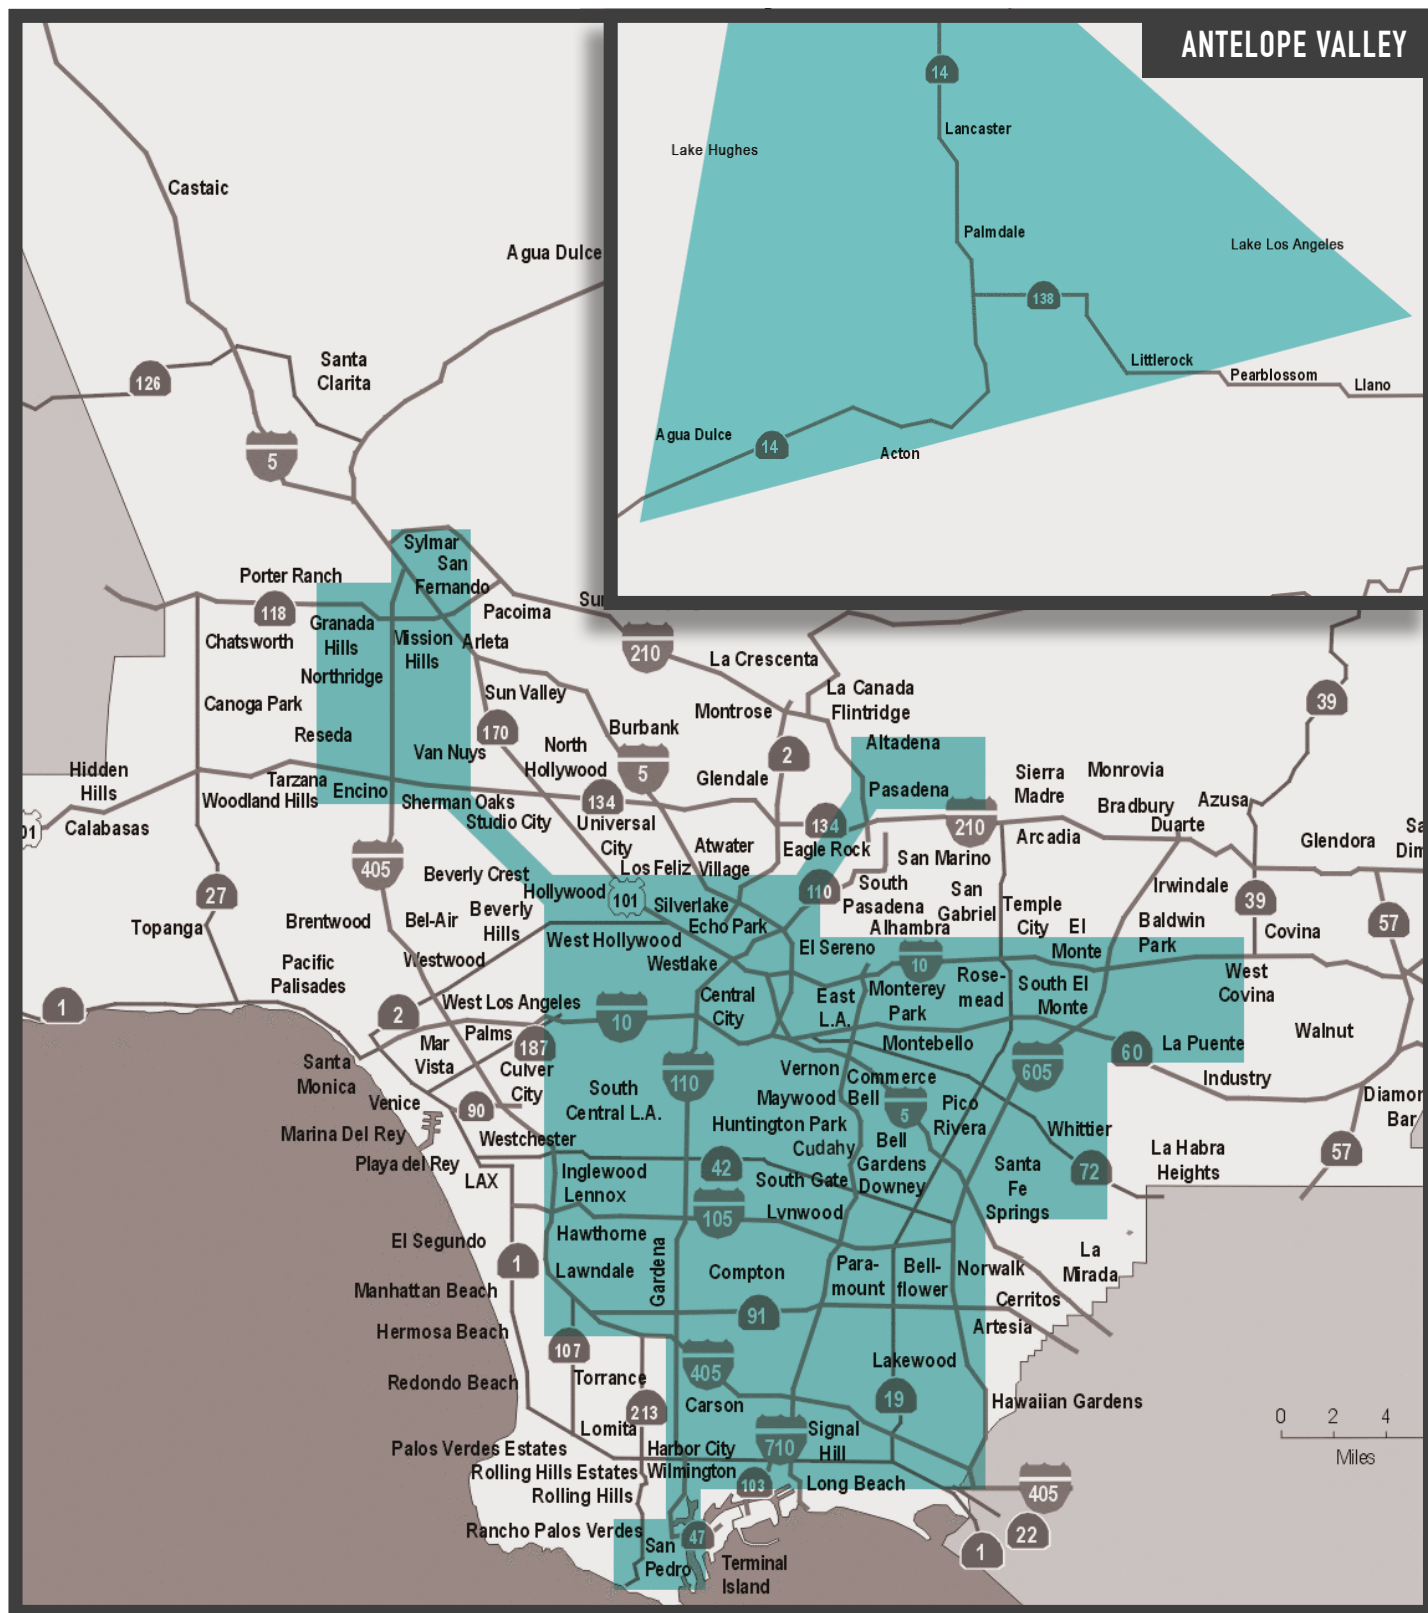 ANTELOPE VALLEY
14
Lancaster
Lake Hughes
Palmdale
Lake Los Angeles
138
Littlerock
Pearblossom
Llano
Agua Dulce
14
Acton
Castaic
Agua Dulce
Santa
Clarita
126
5
Sylmar
San
Fernando
Porter Ranch
118
Pacoima
Granada
Hills
Chatsworth
Mission
Hills
Arleta
210
La Crescenta
Northridge
Sun Valley
La Canada
Flintridge
39
Canoga Park
Montrose
Reseda
170
Burbank
Van Nuys
North
Hollywood
2
Altadena
Hidden
Hills
5
Glendale
Sierra
Madre
Monrovia
Tarzana
Encino
Pasadena
Woodland Hills
Sherman Oaks
134
Bradbury
Azusa
Studio City
Calabasas
Universal
City
134
210
Duarte
Arcadia
Glendora
Eagle Rock
Atwater
Village
San Marino
405
Beverly Crest
Los Feliz
27
Hollywood
101
110
South
Pasadena
San
Gabriel
Irwindale
39
Silverlake
Temple
City
Topanga
Brentwood
Bel-Air
Beverly
Hills
Echo Park
Alhambra
El
Monte
Baldwin
Park
57
Covina
West Hollywood
El Sereno
Westwood
Westlake
10
Pacific
Palisades
Rose-
mead
South El
Monte
West
Covina
1
2
West Los Angeles
Central
City
East
L.A.
Monterey
Park
10
Palms
187
Montebello
60
La Puente
Walnut
Mar
Vista
Santa
Monica
Culver
City
110
Vernon
Commerce
605
Industry
South
Central L.A.
Maywood
Bell
5
Pico
Rivera
Venice
90
Marina Del Rey
Huntington Park
Westchester
Cudahy
Bell
Gardens
Whittier
57
Playa del Rey
42
La Habra
Heights
LAX
Inglewood
Lennox
South Gate
Downey
Santa
Fe
Springs
72
105
Lynwood
El Segundo
Hawthorne
1
Gardena
Lawndale
Compton
Para-
mount
Bell-
flower
Norwalk
La
Mirada
Manhattan Beach
91
Cerritos
Hermosa Beach
107
Artesia
Redondo Beach
Torrance
405
Lakewood
213
Carson
19
Hawaiian Gardens
Lomita
Signal
Hill
0 2 4
Miles
Palos Verdes Estates
Harbor City
710
Rolling Hills Estates
Wilmington
103
Long Beach
405
Rolling Hills
Rancho Palos Verdes
San
Pedro
47
22
1
Terminal
Island